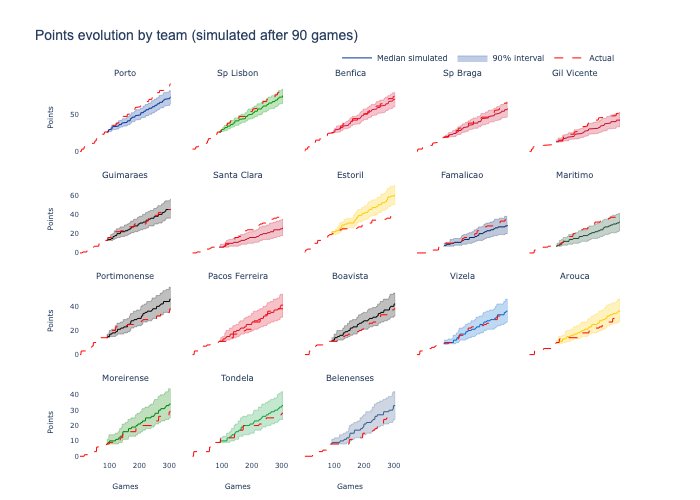 Points evolution by team (simulated after 90 games)
Median simulated 90% interval Actual
Porto Sp Lisbon Benfica Sp Braga Gil Vicente
50
0
Points
Guimaraes Santa Clara Estoril Famalicao Maritimo
60
40
20
0
Points
Portimonense Pacos Ferreira Boavista Vizela Arouca
40
20
0
Points
Moreirense Tondela Belenenses
40
30
20
10
0
Points
100 200 300 100 200 300 100 200 300
Games Games Games